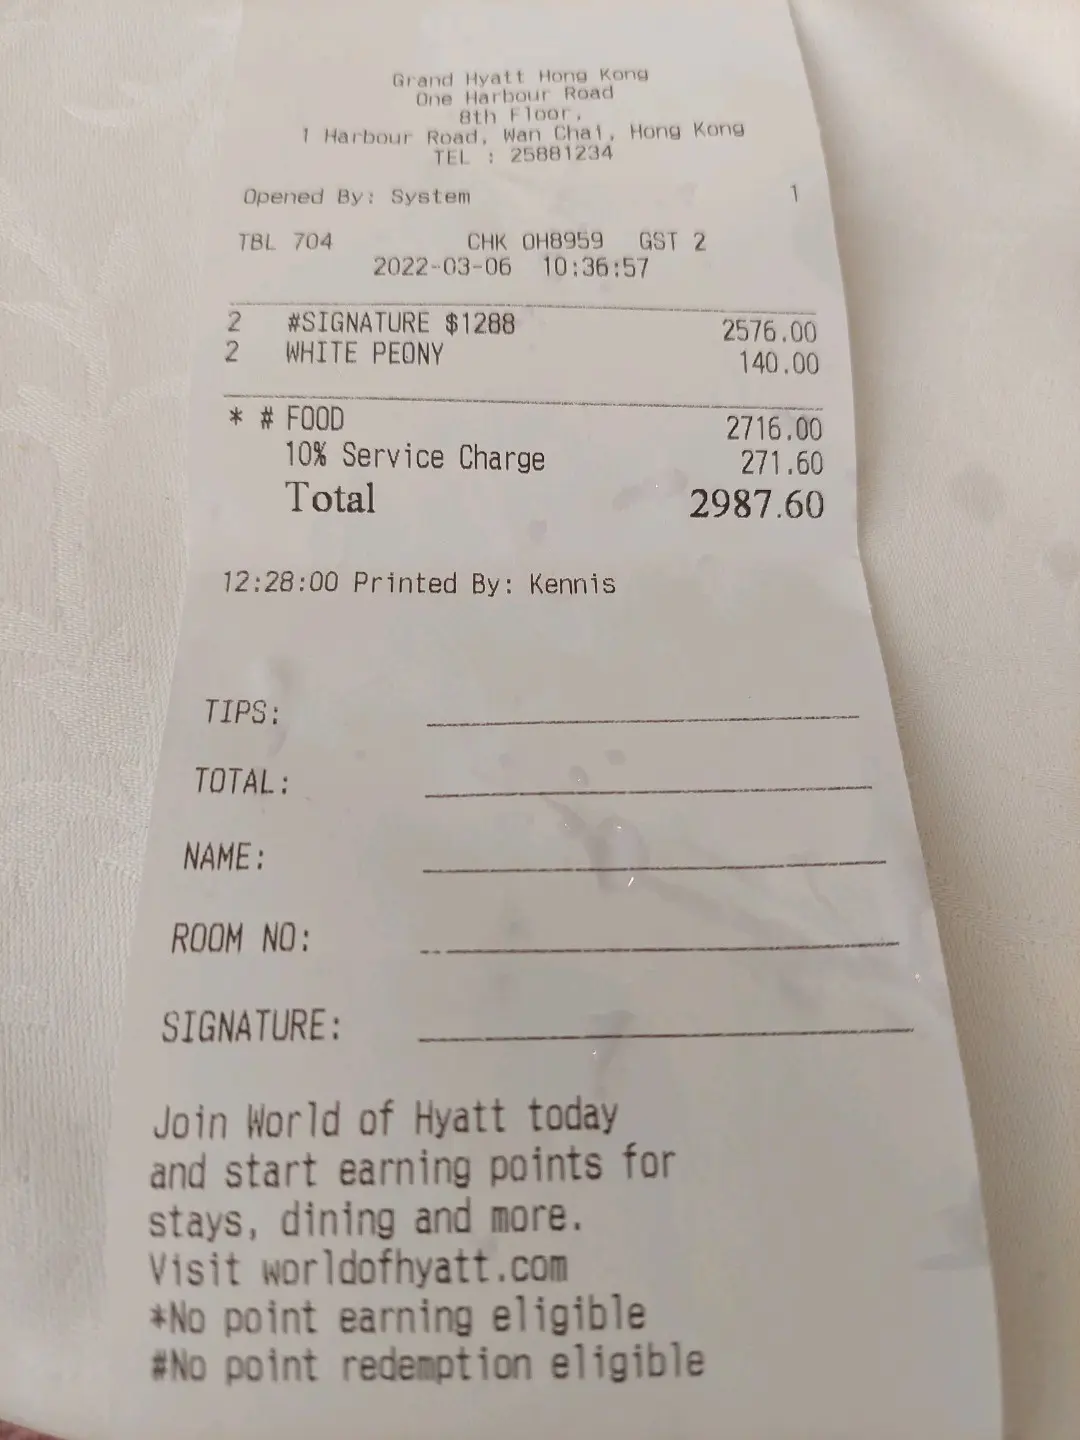 Grand Hyatt Hong Kong
One Harbour Road
8th Floor,
1 Harbour Road, Wan Chai, Hong Kong
TEL : 25881234
Opened By: System 1
TBL 704 CHK OH8959 GST 2
2022-03-06 10:36:57
2 #SIGNATURE $1288 2576.00
2 WHITE PEONY 140.00
* # FOOD 2716.00
10% Service Charge 271.60
Total 2987.60
12:28:00 Printed By: Kennis
TIPS:
TOTAL:
NAME:
ROOM NO:
SIGNATURE:
Join World of Hyatt today
and start earning points for
stays, dining and more.
Visit worldofhyatt.com
*No point earning eligible
#No point redemption eligible